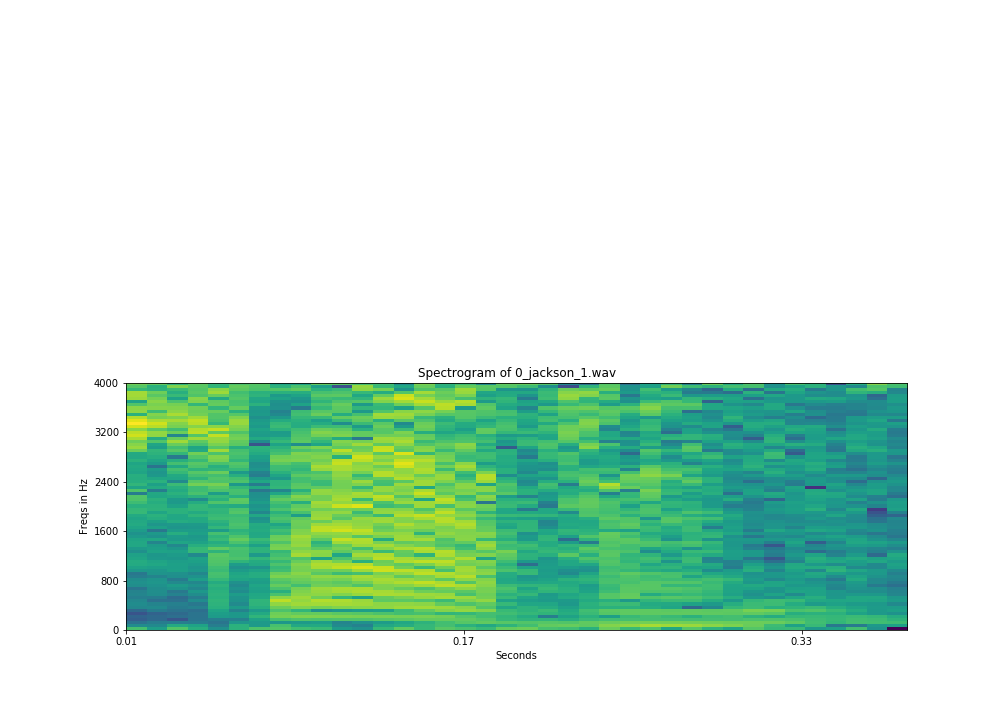 Spectrogram of 0_jackson_1.wav
4000
3200
2400
1600
800
0
Freqs in Hz
0.01 0.17 0.33
Seconds